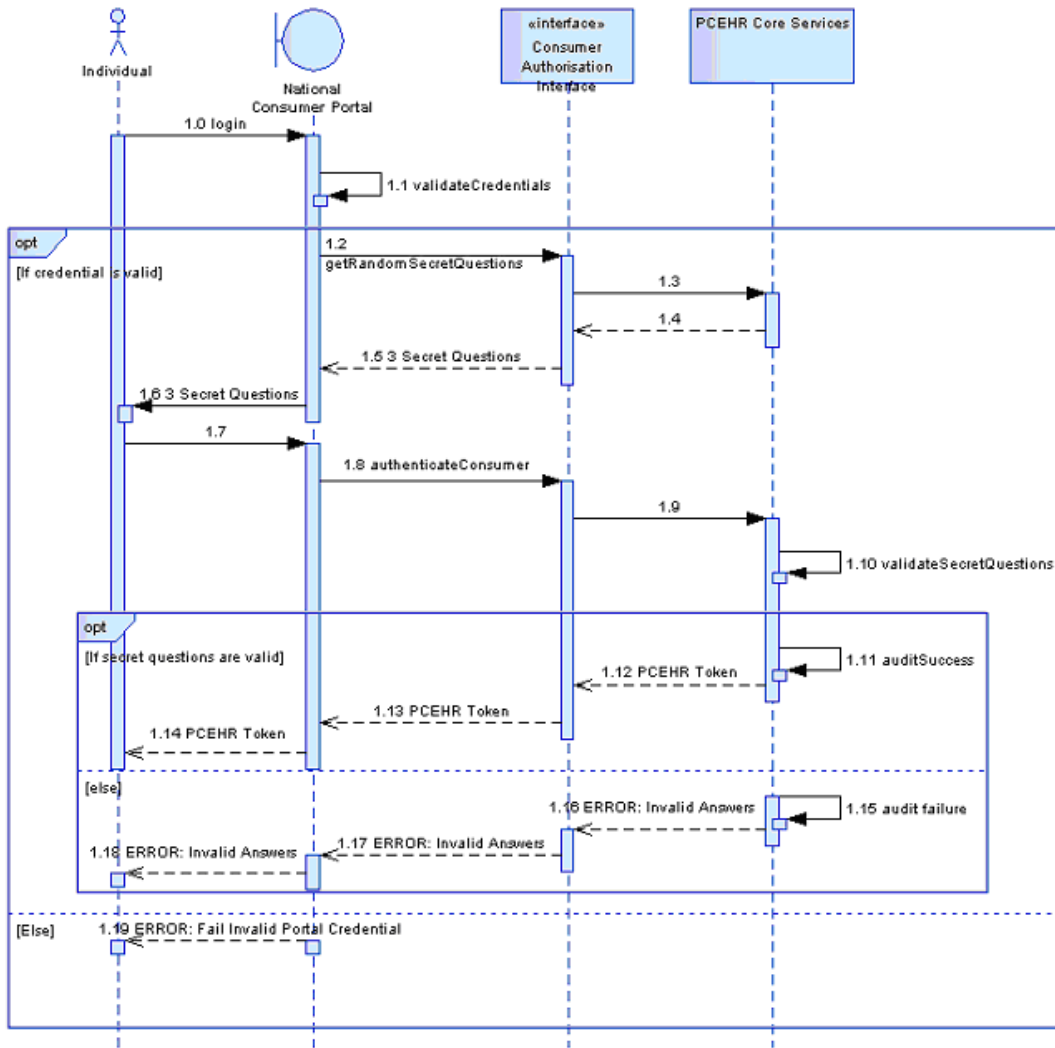 Individual
National
Consumer Portal
«interface»
Consumer
Authorisation
Interface
PCEHR Core Services
1.0 login
1.1 validateCredentials
opt
[If credential is valid]
1.2
getRandomSecretQuestions
1.3
1.4
1.5 3 Secret Questions
1.6 3 Secret Questions
1.7
1.8 authenticateConsumer
1.9
1.10 validateSecretQuestions
opt
[If secret questions are valid]
1.11 auditSuccess
1.12 PCEHR Token
1.13 PCEHR Token
1.14 PCEHR Token
[else]
1.15 audit failure
1.16 ERROR: Invalid Answers
1.17 ERROR: Invalid Answers
1.18 ERROR: Invalid Answers
[Else]
1.19 ERROR: Fail Invalid Portal Credential